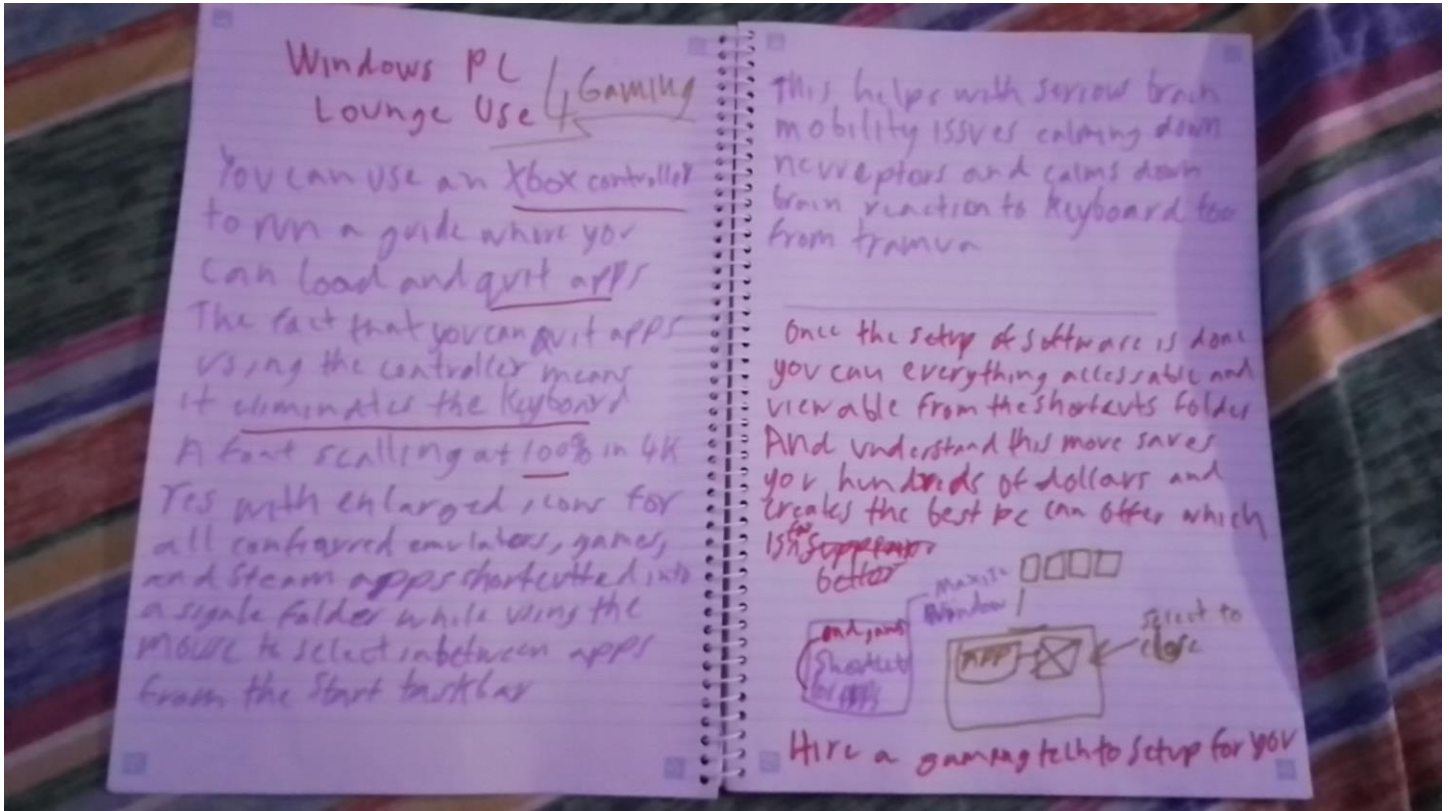 Windows PC
Lounge Use 4 Gaming
You can use an Xbox controller
to run a guide where you
can load and quit apps
The fact that you can quit apps
using the controller means
it eliminates the keyboard
A font scalling at 100% in 4K
Yes with enlarged icons for
all configured emulators, games,
and Steam apps shortcutted into
a signle folder while using the
mouse to select inbetween apps
from the Start taskbar
This helps with serious brain
mobility issues calming down
and calms down
brain reaction to keyboard too
from tramua
Once the setup of software is done
you can everything accessable and
viewable from the shortcuts folder
And understand this move saves
you hundreds of dollars and
creates the best pc can offer which
is far
better
Window
Select to
close
Shortcuts
for apps
APP
Hire a gaming tech to setup for you